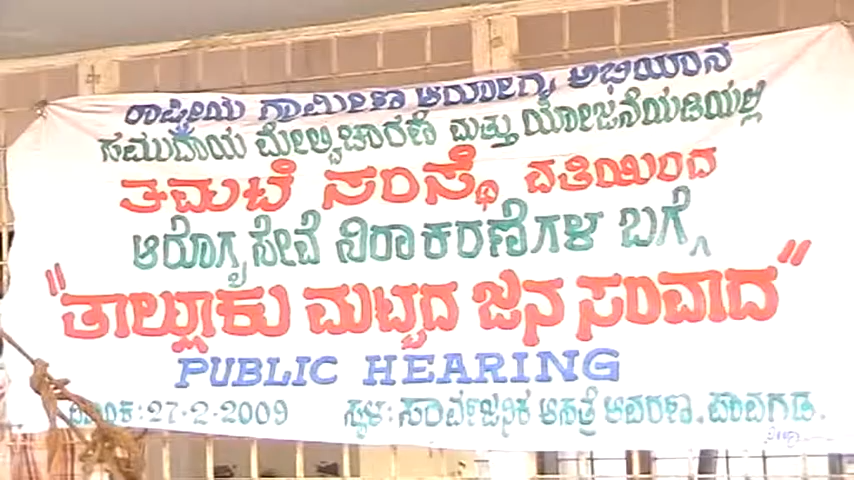 ರಾಷ್ಟ್ರೀಯ ಗ್ರಾಮೀಣ ಆರೋಗ್ಯ ಅಭಿಯಾನ
ಸಮುದಾಯ ಮೇಲ್ವಿಚಾರಣೆ ಮತ್ತು ಯೋಜನೆಯಡಿಯಲ್ಲಿ
ತಮಟೆ ಸಂಸ್ಥೆ ವತಿಯಿಂದ
ಆರೋಗ್ಯ ಸೇವೆ ನಿರಾಕರಣೆಗಳ ಬಗ್ಗೆ
"ತಾಲ್ಲೂಕು ಮಟ್ಟದ ಜನ ಸಂವಾದ"
PUBLIC HEARING
ದಿನಾಂಕ:27-2-2009 ಸ್ಥಳ: ಸಾರ್ವಜನಿಕ ಆಸ್ಪತ್ರೆ ಆವರಣ, ಪಾವಗಡ.